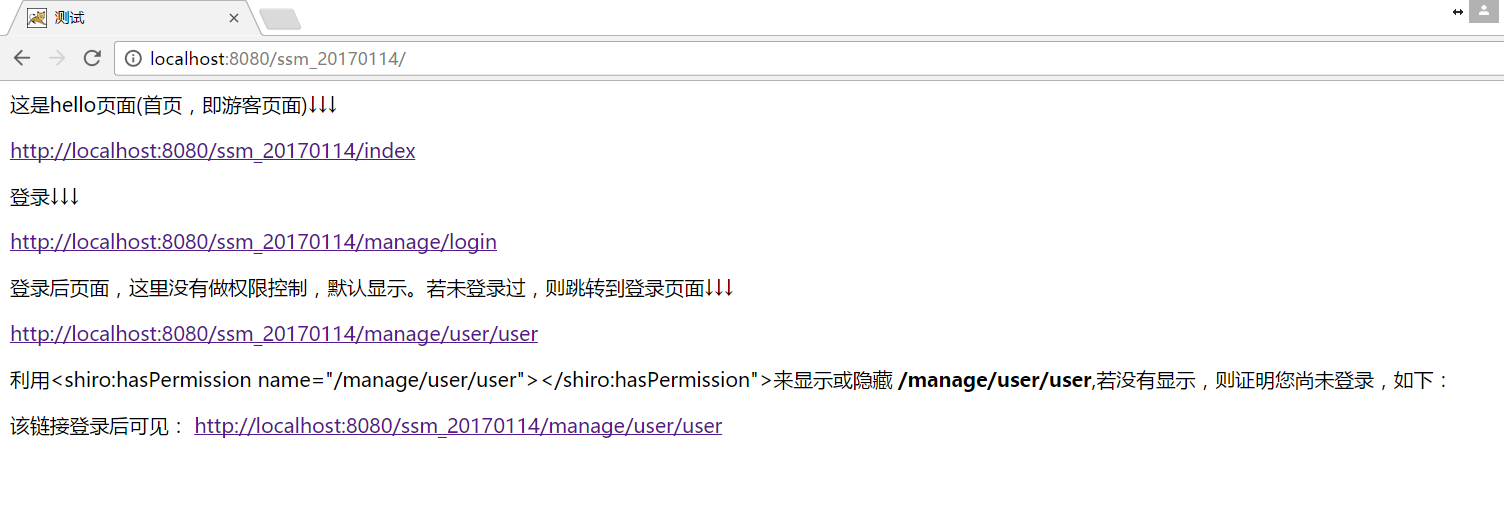 测试
localhost:8080/ssm_20170114/
这是hello页面(首页，即游客页面)↓↓↓
http://localhost:8080/ssm_20170114/index
登录↓↓↓
http://localhost:8080/ssm_20170114/manage/login
登录后页面，这里没有做权限控制，默认显示。若未登录过，则跳转到登录页面↓↓↓
http://localhost:8080/ssm_20170114/manage/user/user
利用<shiro:hasPermission name="/manage/user/user"></shiro:hasPermission">来显示或隐藏 /manage/user/user,若没有显示，则证明您尚未登录，如下：
该链接登录后可见： http://localhost:8080/ssm_20170114/manage/user/user